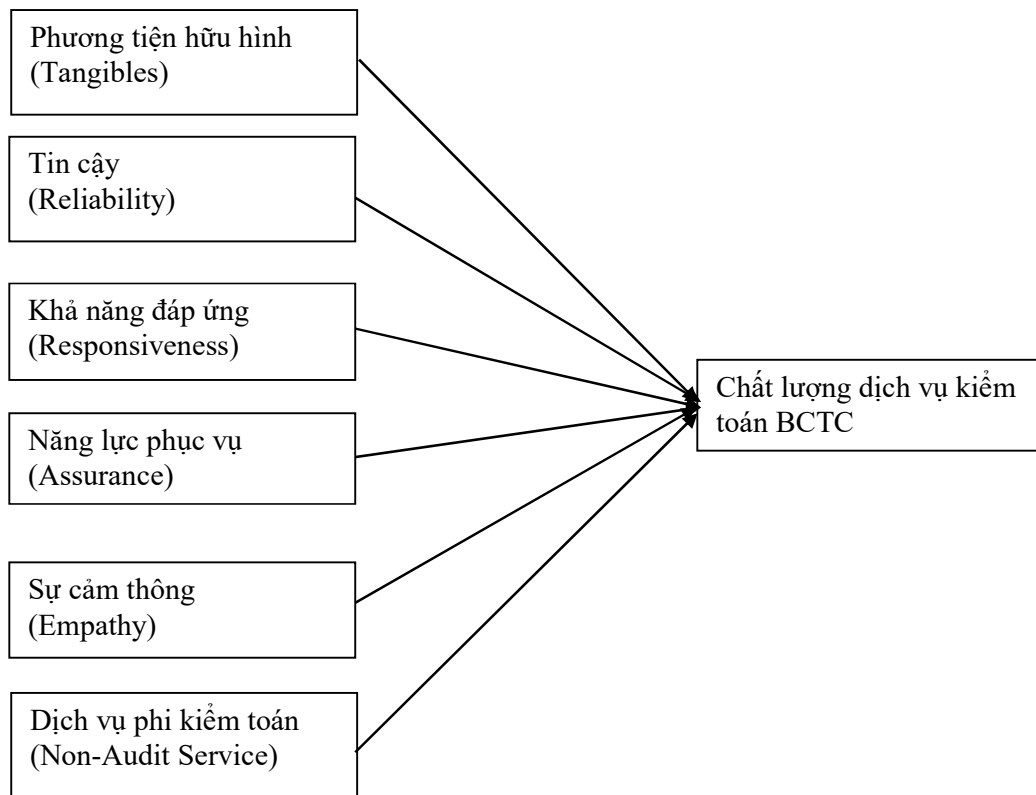 Phương tiện hữu hình
(Tangibles)
Tin cậy
(Reliability)
Khả năng đáp ứng
(Responsiveness)
Năng lực phục vụ
(Assurance)
Sự cảm thông
(Empathy)
Dịch vụ phi kiểm toán
(Non-Audit Service)
Chất lượng dịch vụ kiểm
toán BCTC